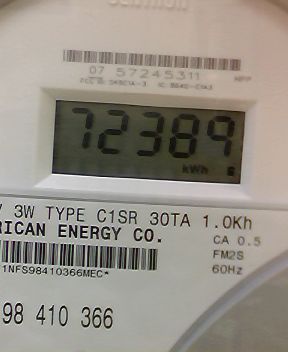 07 57245311
72389
kWh
V 3W TYPE C1SR 30TA 1.0Kh
RICAN ENERGY CO.
CA 0.5
FM2S
60Hz
1NFS98410366MEC*
98 410 366